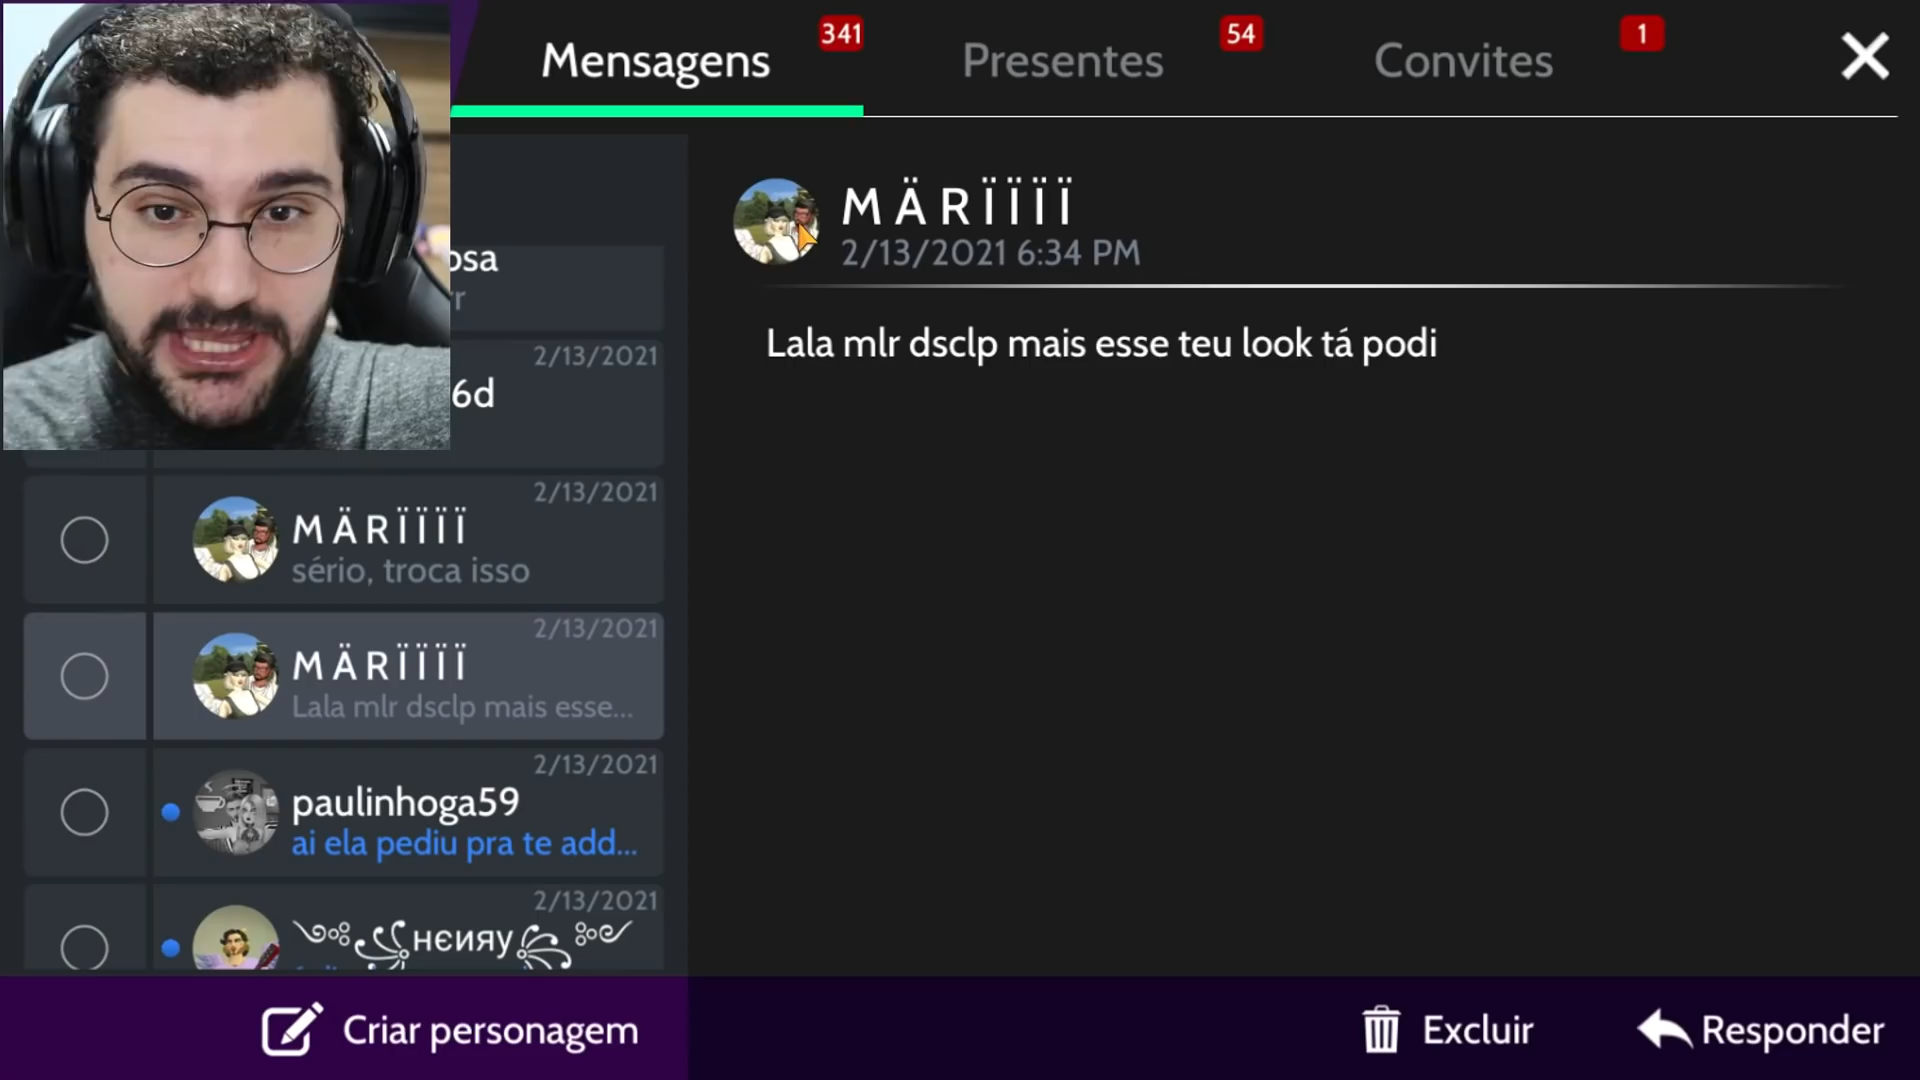 Mensagens
341
Presentes
54
Convites
1
osa
r
2/13/2021
6d
2/13/2021
MÄRÏÏÏÏ
sério, troca isso
2/13/2021
MÄRÏÏÏÏ
Lala mlr dsclp mais esse...
2/13/2021
paulinhoga59
ai ela pediu pra te add...
2/13/2021
нєияу
Criar personagem
MÄRÏÏÏÏ
2/13/2021 6:34 PM
Lala mlr dsclp mais esse teu look tá podi
Excluir
Responder